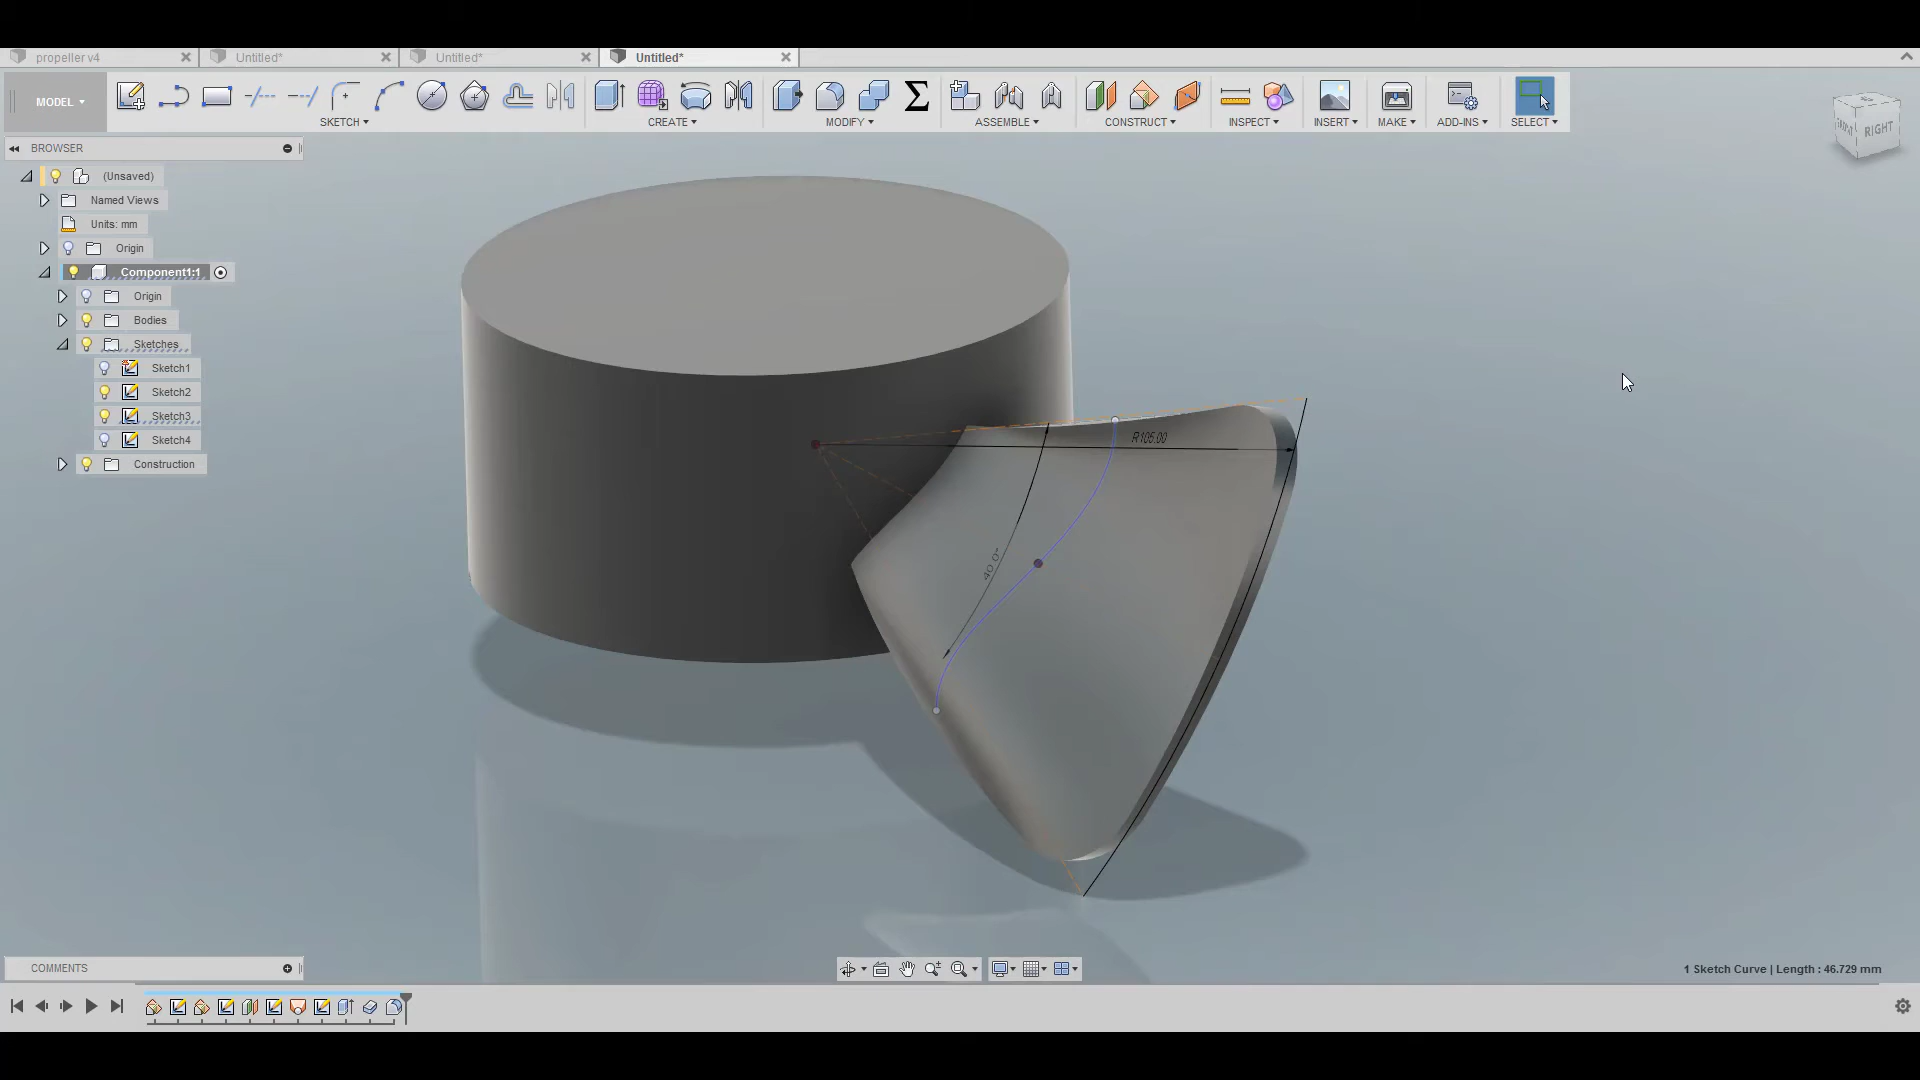 propeller v4
Untitled*
Untitled*
Untitled*
MODEL
SKETCH
CREATE
MODIFY
ASSEMBLE
CONSTRUCT
INSPECT
INSERT
MAKE
ADD-INS
SELECT
RIGHT
BROWSER
(Unsaved)
Named Views
Units: mm
Origin
Component1:1
Origin
Bodies
Sketches
Sketch1
Sketch2
Sketch3
Sketch4
Construction
R105.00
40.0°
COMMENTS
1 Sketch Curve | Length : 46.729 mm